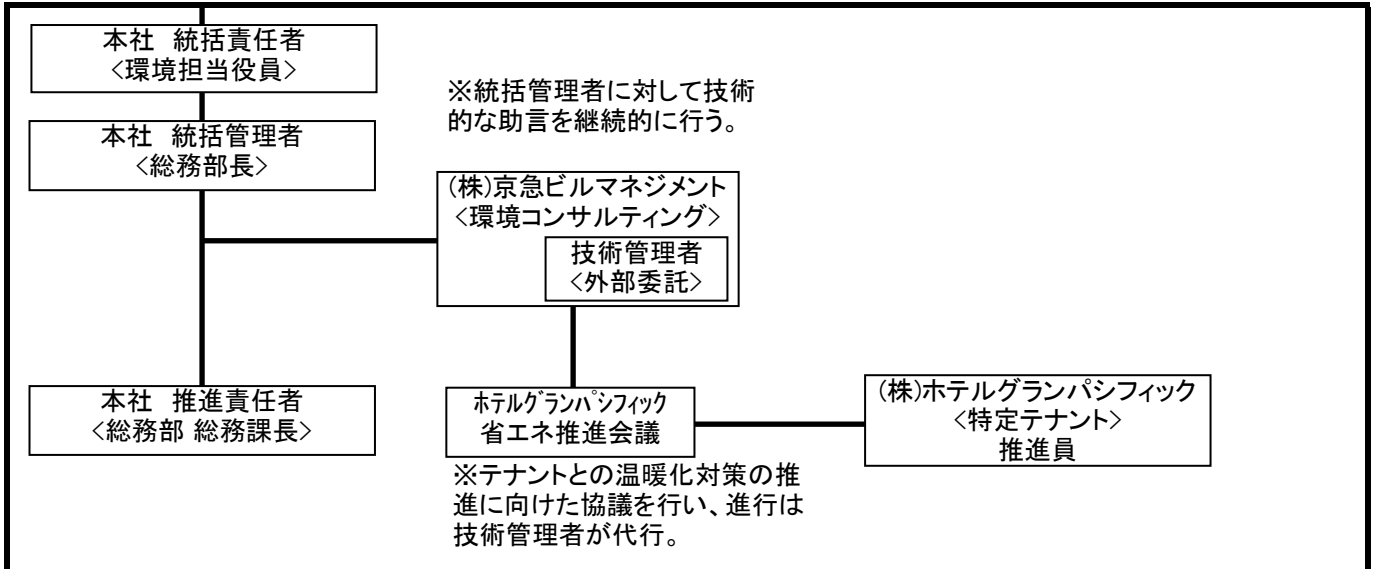 本社 統括責任者
<環境担当役員>
※統括管理者に対して技術
的な助言を継続的に行う。
本社 統括管理者
<総務部長>
(株)京急ビルマネジメント
<環境コンサルティング>
技術管理者
<外部委託>
本社 推進責任者
<総務部 総務課長>
ﾎﾃﾙｸﾞﾗﾝﾊﾟｼﾌｨｯｸ
省エネ推進会議
(株)ホテルグランパシフィック
<特定テナント>
推進員
※テナントとの温暖化対策の推
進に向けた協議を行い、進行は
技術管理者が代行。